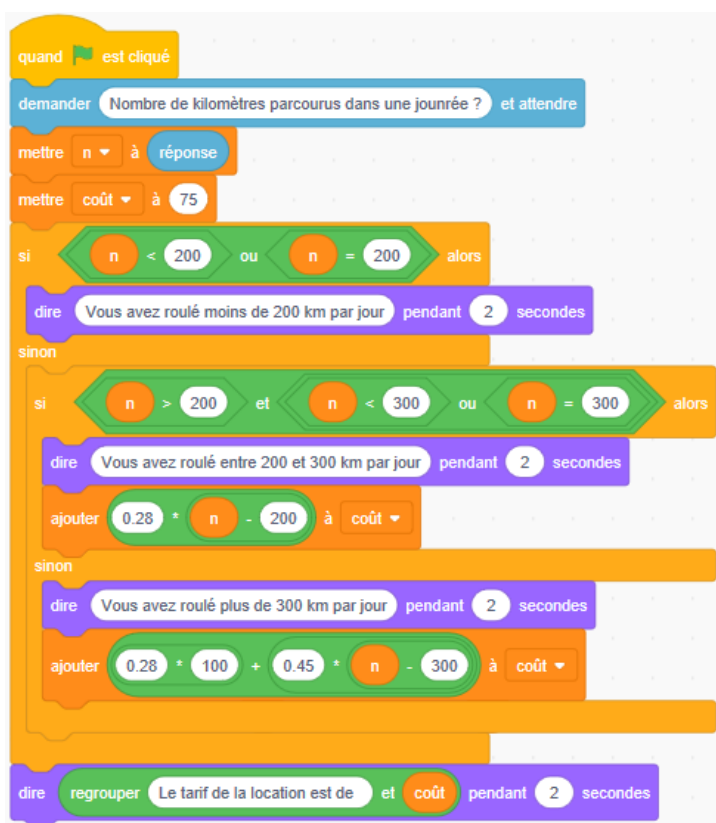 quand est cliqué
demander Nombre de kilomètres parcourus dans une jounrée ? et attendre
mettre n à réponse
mettre coût à 75
si n < 200 ou n = 200 alors
dire Vous avez roulé moins de 200 km par jour pendant 2 secondes
sinon
si n > 200 et n < 300 ou n = 300 alors
dire Vous avez roulé entre 200 et 300 km par jour pendant 2 secondes
ajouter 0.28 * n - 200 à coût
sinon
dire Vous avez roulé plus de 300 km par jour pendant 2 secondes
ajouter 0.28 * 100 + 0.45 * n - 300 à coût
dire regrouper Le tarif de la location est de et coût pendant 2 secondes